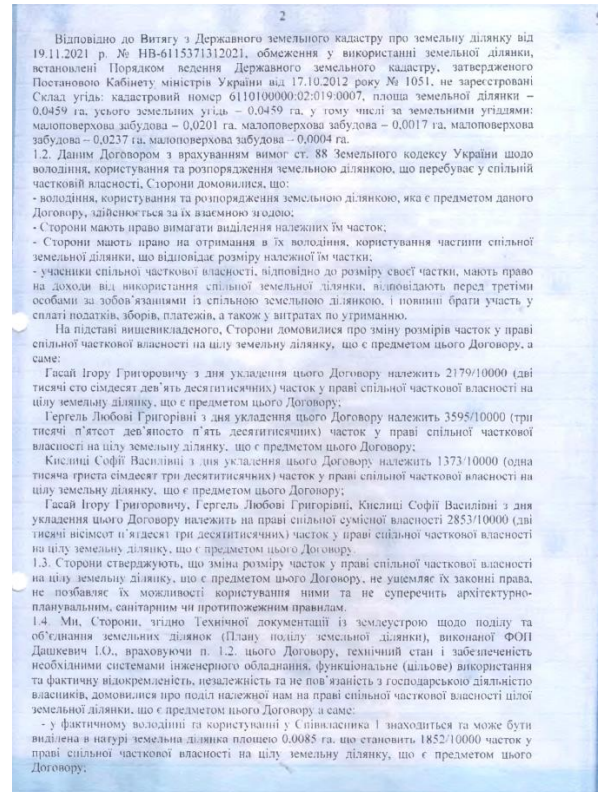 2
Відповідно до Витягу з Державного земельного кадастру про земельну ділянку від
19.11.2021 р. № НВ-6115371312021, обмеження у використанні земельної ділянки,
встановлені Порядком ведення Державного земельного кадастру, затвердженого
Постановою Кабінету міністрів України від 17.10.2012 року № 1051, не зареєстровані
Склад угідь: кадастровий номер 6110100000:02:019:0007, площа земельної ділянки –
0,0459 га, усього земельних угідь – 0,0459 га, у тому числі за земельними угіддями:
малоповерхова забудова – 0,0201 га, малоповерхова забудова – 0,0017 га, малоповерхова
забудова – 0,0237 га, малоповерхова забудова – 0,0004 га.
1.2. Даним Договором з врахуванням вимог ст. 88 Земельного кодексу України щодо
володіння, користування та розпорядження земельною ділянкою, що перебуває у спільній
частковій власності, Сторони домовилися, що:
- володіння, користування та розпорядження земельною ділянкою, яка є предметом даного
Договору, здійснюється за їх взаємною згодою;
- Сторони мають право вимагати виділення належних їм часток;
- Сторони мають право на отримання в їх володіння, користування частини спільної
земельної ділянки, що відповідає розміру належної їм частки;
- учасники спільної часткової власності, відповідно до розміру своєї частки, мають право
на доходи від використання спільної земельної ділянки, відповідають перед третіми
особами за зобов'язаннями із спільною земельною ділянкою, і повинні брати участь у
сплаті податків, зборів, платежів, а також у витратах по утриманню.
На підставі вищевикладеного, Сторони домовилися про зміну розмірів часток у праві
спільної часткової власності на цілу земельну ділянку, що є предметом цього Договору, а
саме:
Гасай Ігору Григоровичу з дня укладення цього Договору належить 2179/10000 (дві
тисячі сто сімдесят дев'ять десятитисячних) часток у праві спільної часткової власності на
цілу земельну ділянку, що є предметом цього Договору;
Гергель Любові Григорівні з дня укладення цього Договору належить 3595/10000 (три
тисячі п'ятсот дев'яносто п'ять десятитисячних) часток у праві спільної часткової
власності на цілу земельну ділянку, що є предметом цього Договору;
Кислиці Софії Василівні з дня укладення цього Договору належить 1373/10000 (одна
тисяча триста сімдесят три десятитисячних) часток у праві спільної часткової власності на
цілу земельну ділянку, що є предметом цього Договору;
Гасай Ігору Григоровичу, Гергель Любові Григорівні, Кислиці Софії Василівні з дня
укладення цього Договору належить на праві спільної сумісної власності 2853/10000 (дві
тисячі вісімсот п'ятдесят три десятитисячних) часток у праві спільної часткової власності
на цілу земельну ділянку, що є предметом цього Договору.
1.3. Сторони стверджують, що зміна розміру часток у праві спільної часткової власності
на цілу земельну ділянку, що є предметом цього Договору, не ущемляє їх законні права,
не позбавляє їх можливості користування ними та не суперечить архітектурно-
планувальним, санітарним чи протипожежним правилам.
1.4. Ми, Сторони, згідно Технічної документації із землеустрою щодо поділу та
об'єднання земельних ділянок (Плану поділу земельної ділянки), виконаної ФОП
Дашкевич І.О., враховуючи п. 1.2. цього Договору, технічний стан і забезпеченість
необхідними системами інженерного обладнання, функціональне (цільове) використання
та фактичну відокремленість, незалежність та не пов'язаність з господарською діяльністю
власників, домовилися про поділ належної нам на праві спільної часткової власності цілої
земельної ділянки, що є предметом цього Договору а саме:
- у фактичному володінні та користуванні у Співвласника 1 знаходиться та може бути
виділена в натурі земельна ділянка площею 0,0085 га, що становить 1852/10000 часток у
праві спільної часткової власності на цілу земельну ділянку, що є предметом цього
Договору;